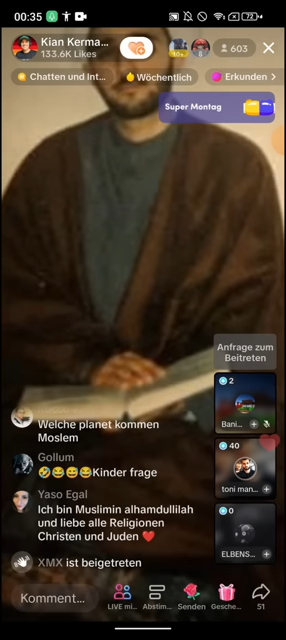 00:35
72
Kian Kerma...
133.6K Likes
603
Chatten und Int...
Wöchentlich
Erkunden
Super Montag
Anfrage zum
Beitreten
2
Bani...
40
toni man...
0
ELBENS...
Welche planet kommen
Moslem
Gollum
🤣😂😅😂Kinder frage
Yaso Egal
Ich bin Muslimin alhamdullilah
und liebe alle Religionen
Christen und Juden ❤️
XMX ist beigetreten
Komment...
LIVE mi...
Abstim...
Senden
Gesche...
51